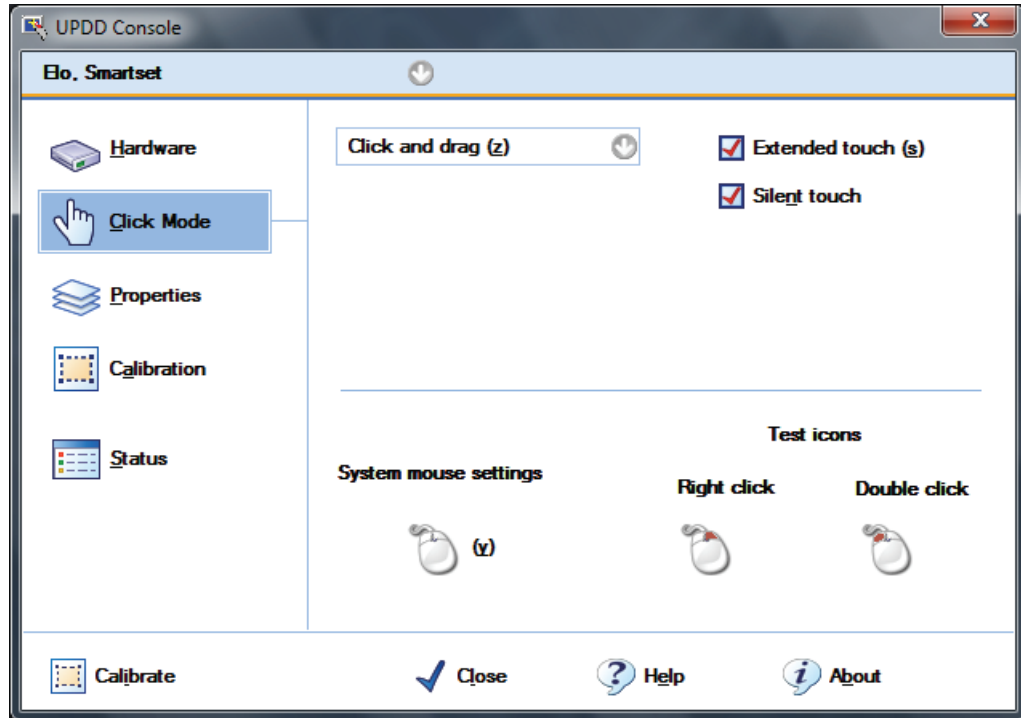 UPDD Console
Elo, Smartset
Hardware
Click Mode
Properties
Calibration
Status
Click and drag (z)
Extended touch (s)
Silent touch
System mouse settings
(y)
Test icons
Right click
Double click
Calibrate
Close
Help
About